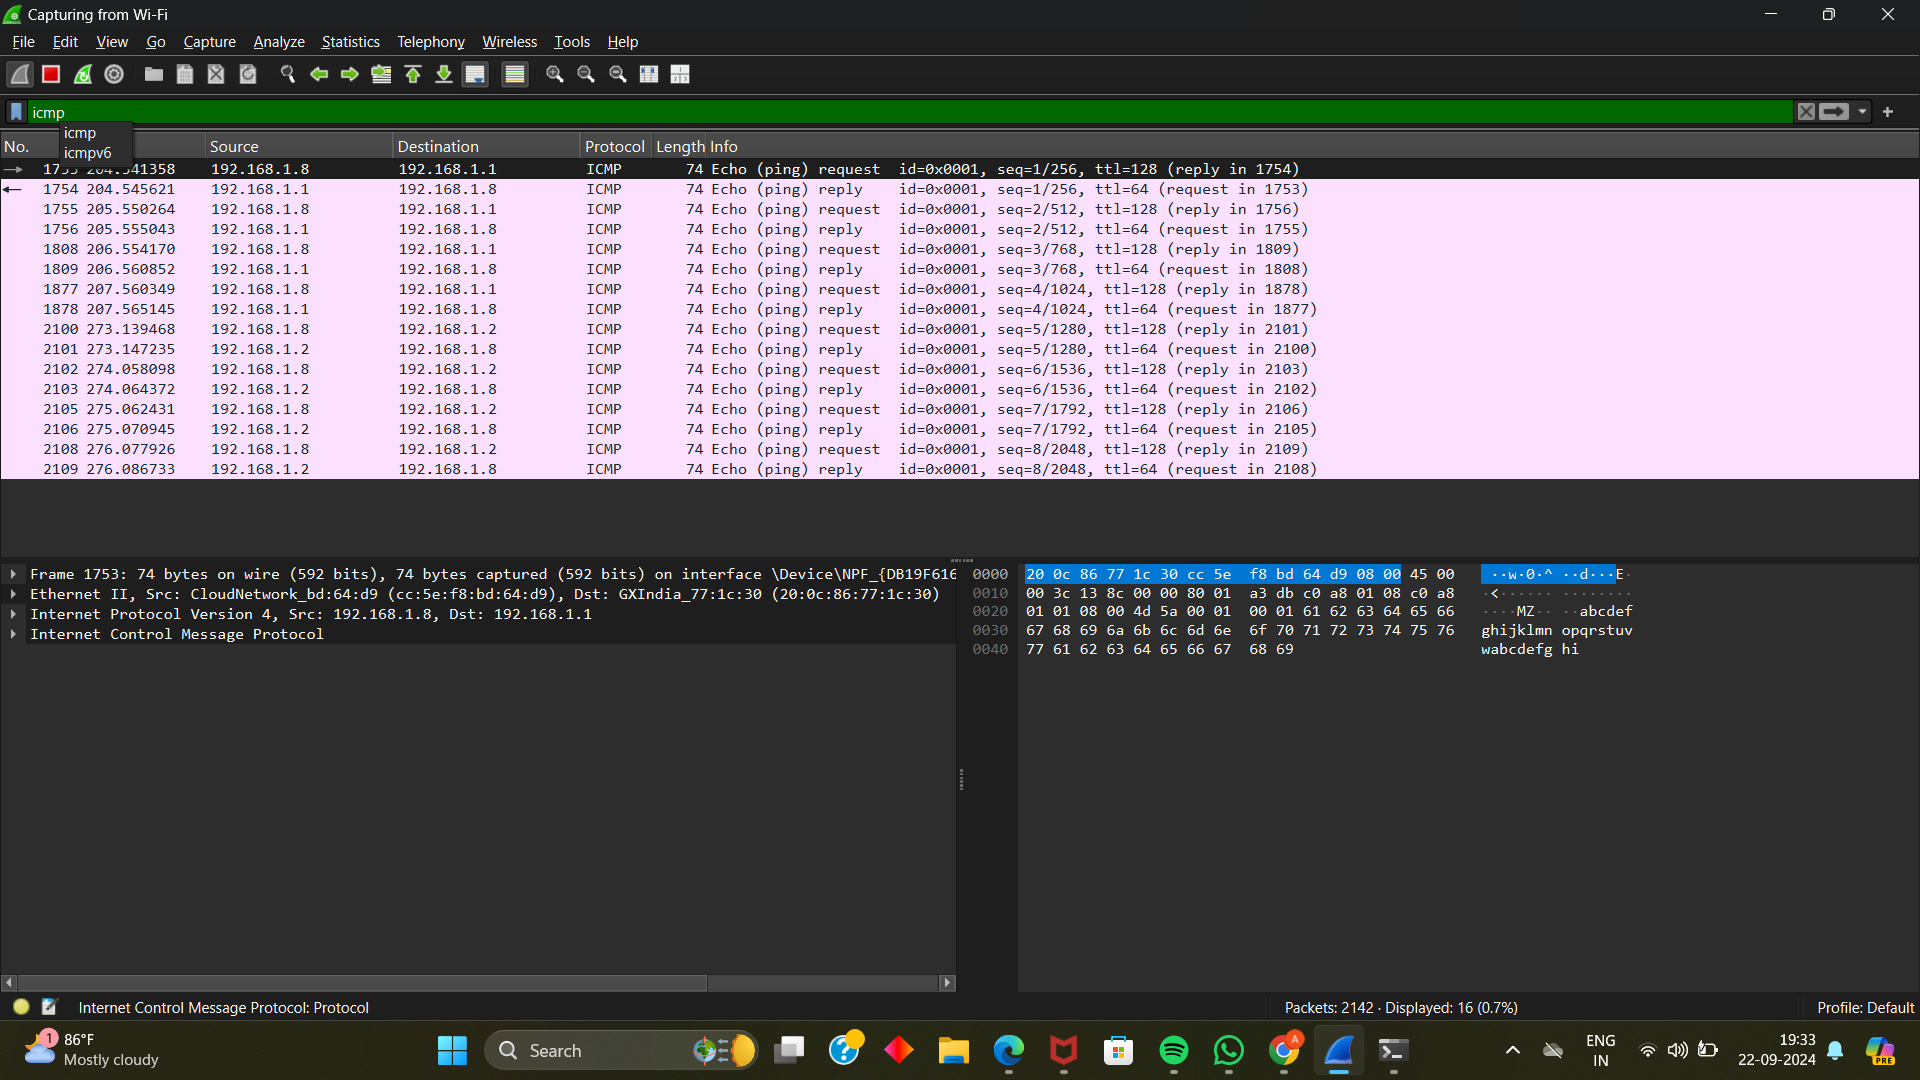 Capturing from Wi-Fi
File Edit View Go Capture Analyze Statistics Telephony Wireless Tools Help
icmp
icmp
icmpv6
No. Source Destination Protocol Length Info
192.168.1.8 192.168.1.1 ICMP 74 Echo (ping) request id=0x0001, seq=1/256, ttl=128 (reply in 1754)
1754 204.545621 192.168.1.1 192.168.1.8 ICMP 74 Echo (ping) reply id=0x0001, seq=1/256, ttl=64 (request in 1753)
1755 205.550264 192.168.1.8 192.168.1.1 ICMP 74 Echo (ping) request id=0x0001, seq=2/512, ttl=128 (reply in 1756)
1756 205.555043 192.168.1.1 192.168.1.8 ICMP 74 Echo (ping) reply id=0x0001, seq=2/512, ttl=64 (request in 1755)
1808 206.554170 192.168.1.8 192.168.1.1 ICMP 74 Echo (ping) request id=0x0001, seq=3/768, ttl=128 (reply in 1809)
1809 206.560852 192.168.1.1 192.168.1.8 ICMP 74 Echo (ping) reply id=0x0001, seq=3/768, ttl=64 (request in 1808)
1877 207.560349 192.168.1.8 192.168.1.1 ICMP 74 Echo (ping) request id=0x0001, seq=4/1024, ttl=128 (reply in 1878)
1878 207.565145 192.168.1.1 192.168.1.8 ICMP 74 Echo (ping) reply id=0x0001, seq=4/1024, ttl=64 (request in 1877)
2100 273.139468 192.168.1.8 192.168.1.2 ICMP 74 Echo (ping) request id=0x0001, seq=5/1280, ttl=128 (reply in 2101)
2101 273.147235 192.168.1.2 192.168.1.8 ICMP 74 Echo (ping) reply id=0x0001, seq=5/1280, ttl=64 (request in 2100)
2102 274.058098 192.168.1.8 192.168.1.2 ICMP 74 Echo (ping) request id=0x0001, seq=6/1536, ttl=128 (reply in 2103)
2103 274.064372 192.168.1.2 192.168.1.8 ICMP 74 Echo (ping) reply id=0x0001, seq=6/1536, ttl=64 (request in 2102)
2105 275.062431 192.168.1.8 192.168.1.2 ICMP 74 Echo (ping) request id=0x0001, seq=7/1792, ttl=128 (reply in 2106)
2106 275.070945 192.168.1.2 192.168.1.8 ICMP 74 Echo (ping) reply id=0x0001, seq=7/1792, ttl=64 (request in 2105)
2108 276.077926 192.168.1.8 192.168.1.2 ICMP 74 Echo (ping) request id=0x0001, seq=8/2048, ttl=128 (reply in 2109)
2109 276.086733 192.168.1.2 192.168.1.8 ICMP 74 Echo (ping) reply id=0x0001, seq=8/2048, ttl=64 (request in 2108)
Frame 1753: 74 bytes on wire (592 bits), 74 bytes captured (592 bits) on interface \Device\NPF_{DB19F616
Ethernet II, Src: CloudNetwork_bd:64:d9 (cc:5e:f8:bd:64:d9), Dst: GXIndia_77:1c:30 (20:0c:86:77:1c:30)
Internet Protocol Version 4, Src: 192.168.1.8, Dst: 192.168.1.1
Internet Control Message Protocol
0000 20 0c 86 77 1c 30 cc 5e f8 bd 64 d9 08 00 45 00 ··w·0·^ ··d···E·
0010 00 3c 13 8c 00 00 80 01 a3 db c0 a8 01 08 c0 a8 ·<······ ········
0020 01 01 08 00 4d 5a 00 01 00 01 61 62 63 64 65 66 ····MZ·· ··abcdef
0030 67 68 69 6a 6b 6c 6d 6e 6f 70 71 72 73 74 75 76 ghijklmn opqrstuv
0040 77 61 62 63 64 65 66 67 68 69 wabcdefg hi
Internet Control Message Protocol: Protocol
Packets: 2142 · Displayed: 16 (0.7%)
Profile: Default
1
86°F
Mostly cloudy
Search
A
ENG
IN
19:33
22-09-2024
PRE